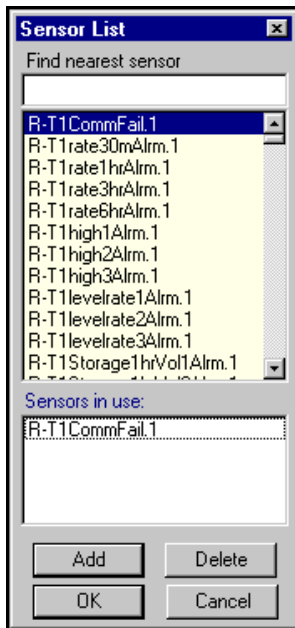 Sensor List
Find nearest sensor
R-T1CommFail.1
R-T1rate30mAlrm.1
R-T1rate1hrAlrm.1
R-T1rate3hrAlrm.1
R-T1rate6hrAlrm.1
R-T1high1Alrm.1
R-T1high2Alrm.1
R-T1high3Alrm.1
R-T1levelrate1Alrm.1
R-T1levelrate2Alrm.1
R-T1levelrate3Alrm.1
R-T1Storage1hrVol1Alrm.1
Sensors in use:
R-T1CommFail.1
Add
Delete
OK
Cancel